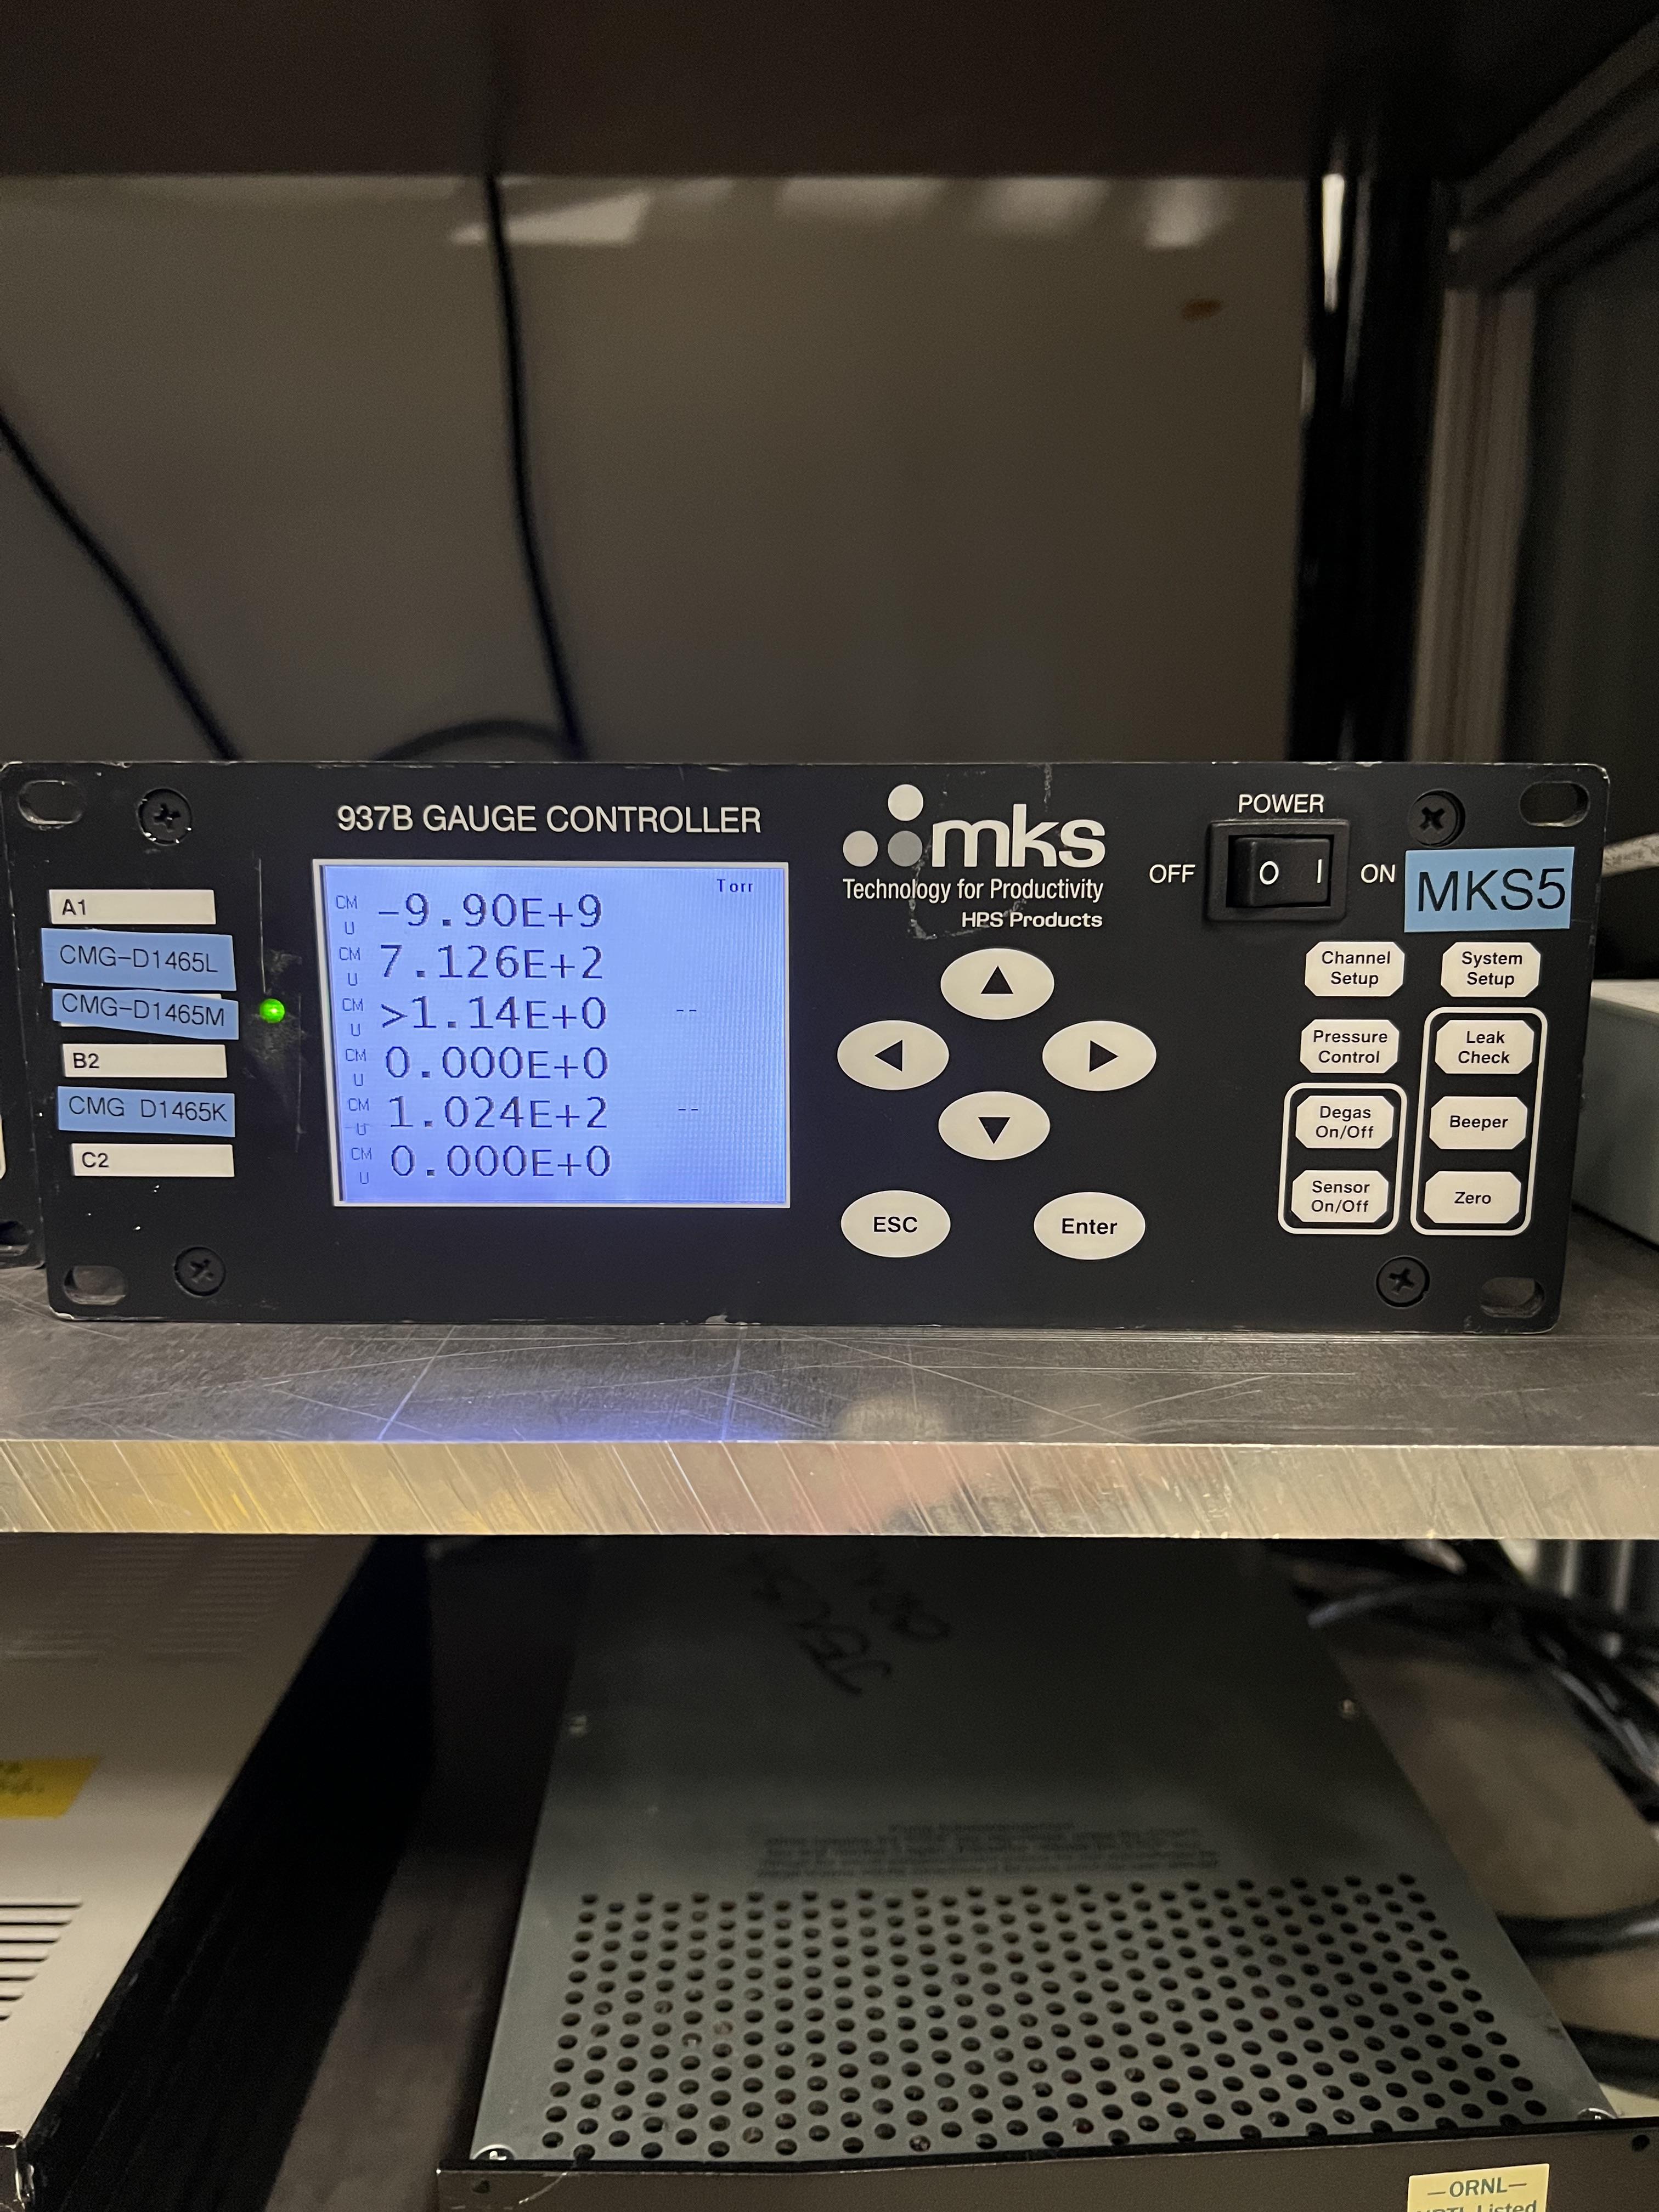 937B GAUGE CONTROLLER
mks
Technology for Productivity
HPS Products
POWER
OFF
O
I
ON
MKS5
A1
CMG-D1465L
CMG-D1465M
B2
CMG D1465K
C2
Torr
CM
U
-9.90E+9
CM
U
7.126E+2
CM
U
>1.14E+0 --
CM
U
0.000E+0
CM
U
1.024E+2 --
CM
U
0.000E+0
ESC
Enter
Channel
Setup
System
Setup
Pressure
Control
Leak
Check
Degas
On/Off
Beeper
Sensor
On/Off
Zero
—ORNL—
Listed